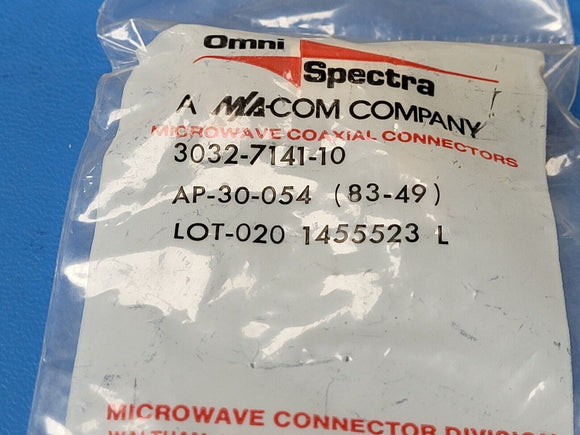 Omni
Spectra
A M/A-COM COMPANY
MICROWAVE COAXIAL CONNECTORS
3032-7141-10
AP-30-054 (83-49)
LOT-020 1455523 L
MICROWAVE CONNECTOR DIVISION